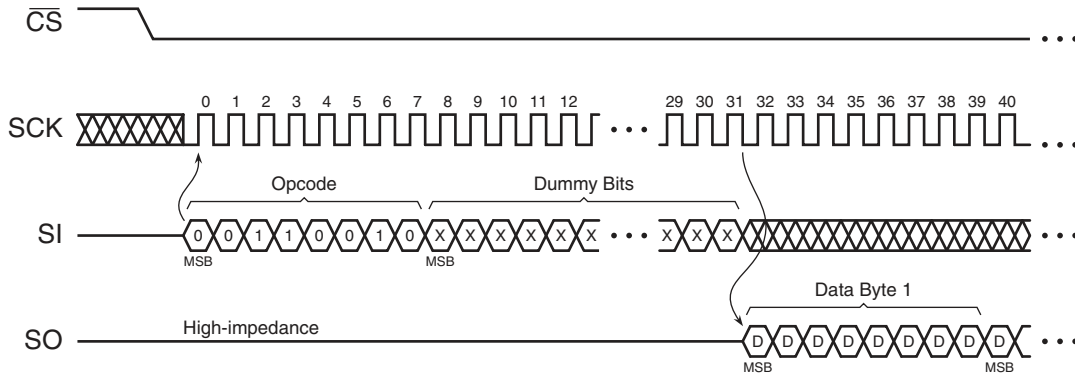 CS
0 1 2 3 4 5 6 7 8 9 10 11 12 29 30 31 32 33 34 35 36 37 38 39 40
SCK
Opcode Dummy Bits
SI 0 0 1 1 0 0 1 0 X X X X X X X X X
MSB MSB
Data Byte 1
High-impedance
SO D D D D D D D D D
MSB MSB